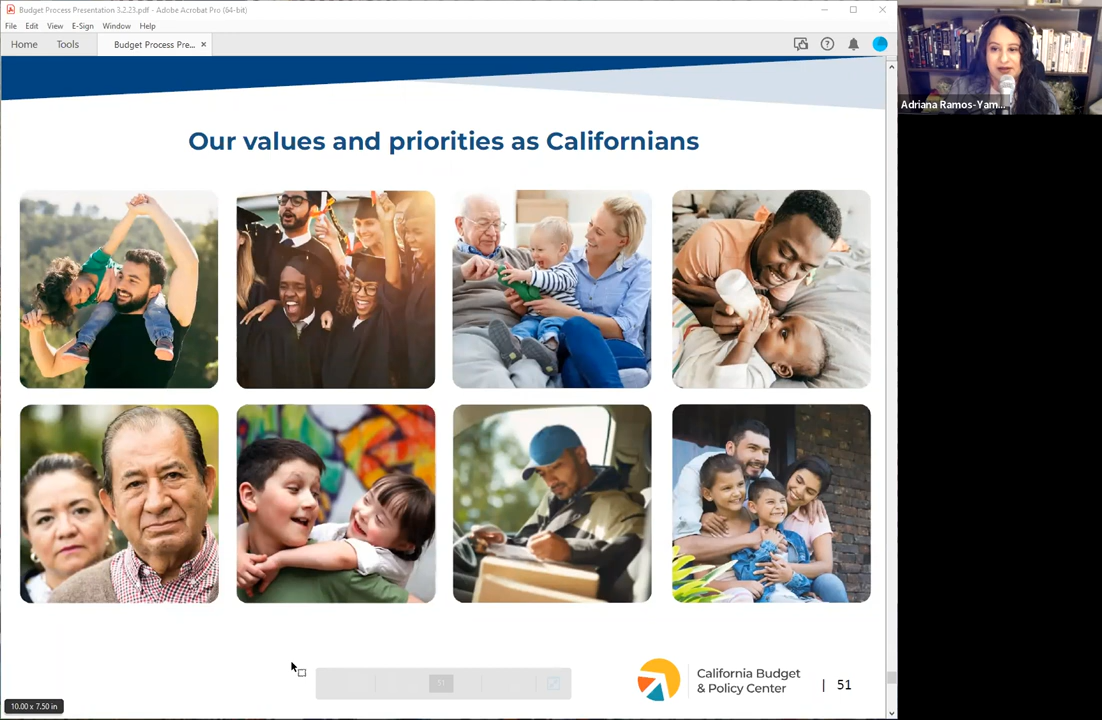 Budget Process Presentation 3.2.23.pdf - Adobe Acrobat Pro (64-bit)
File Edit View E-Sign Window Help
Home Tools Budget Process Pre... ×
Adriana Ramos-Yam...
Our values and priorities as Californians
51
California Budget
& Policy Center | 51
10.00 x 7.50 in